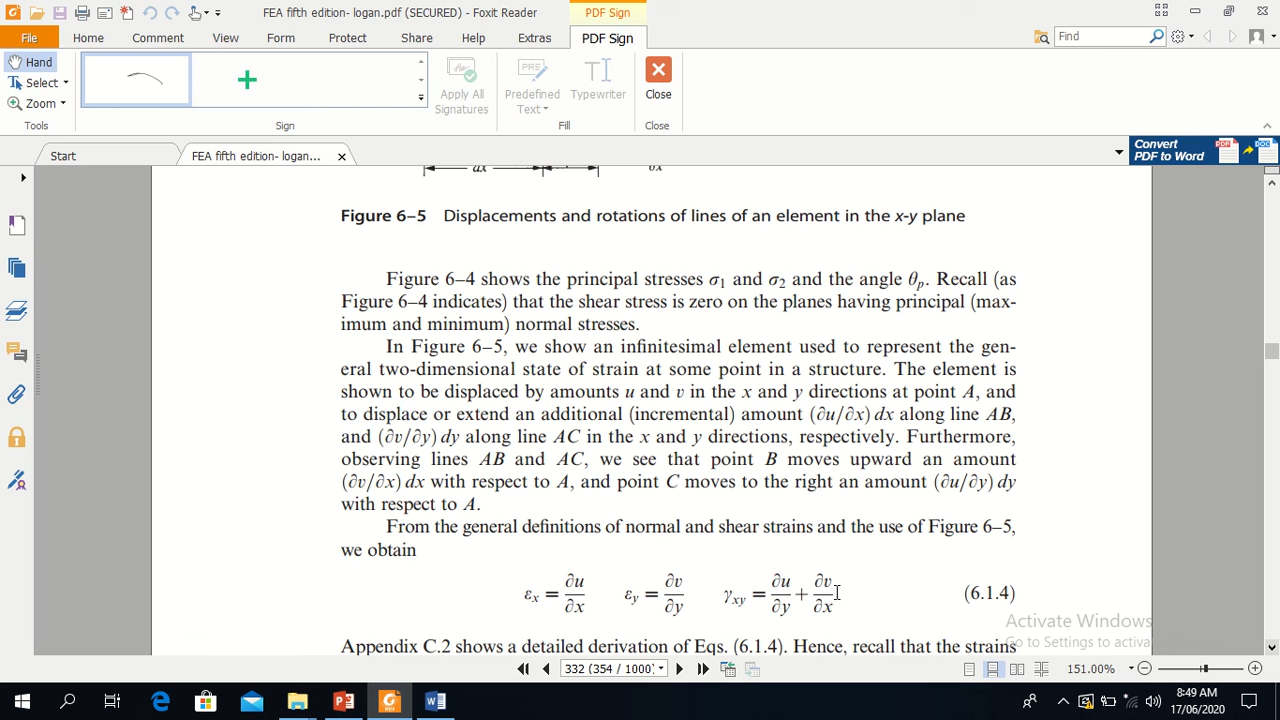 FEA fifth edition- logan.pdf (SECURED) - Foxit Reader
PDF Sign
File Home Comment View Form Protect Share Help Extras PDF Sign
Find
Hand
Select
Zoom
Tools
Sign
Apply All
Signatures
Predefined
Text
Typewriter
Fill
Close
Close
Start
FEA fifth edition- logan...
Convert
PDF to Word
dx
∂x
Figure 6–5 Displacements and rotations of lines of an element in the x-y plane
Figure 6–4 shows the principal stresses σ₁ and σ₂ and the angle θₚ. Recall (as
Figure 6–4 indicates) that the shear stress is zero on the planes having principal (max-
imum and minimum) normal stresses.
In Figure 6–5, we show an infinitesimal element used to represent the gen-
eral two-dimensional state of strain at some point in a structure. The element is
shown to be displaced by amounts u and v in the x and y directions at point A, and
to displace or extend an additional (incremental) amount (∂u/∂x) dx along line AB,
and (∂v/∂y) dy along line AC in the x and y directions, respectively. Furthermore,
observing lines AB and AC, we see that point B moves upward an amount
(∂v/∂x) dx with respect to A, and point C moves to the right an amount (∂u/∂y) dy
with respect to A.
From the general definitions of normal and shear strains and the use of Figure 6–5,
we obtain
εx = ∂u/∂x εy = ∂v/∂y γxy = ∂u/∂y + ∂v/∂x (6.1.4)
Activate Windows
Go to Settings to activa
Appendix C.2 shows a detailed derivation of Eqs. (6.1.4). Hence, recall that the strains
332 (354 / 1000)
151.00%
8:49 AM
17/06/2020